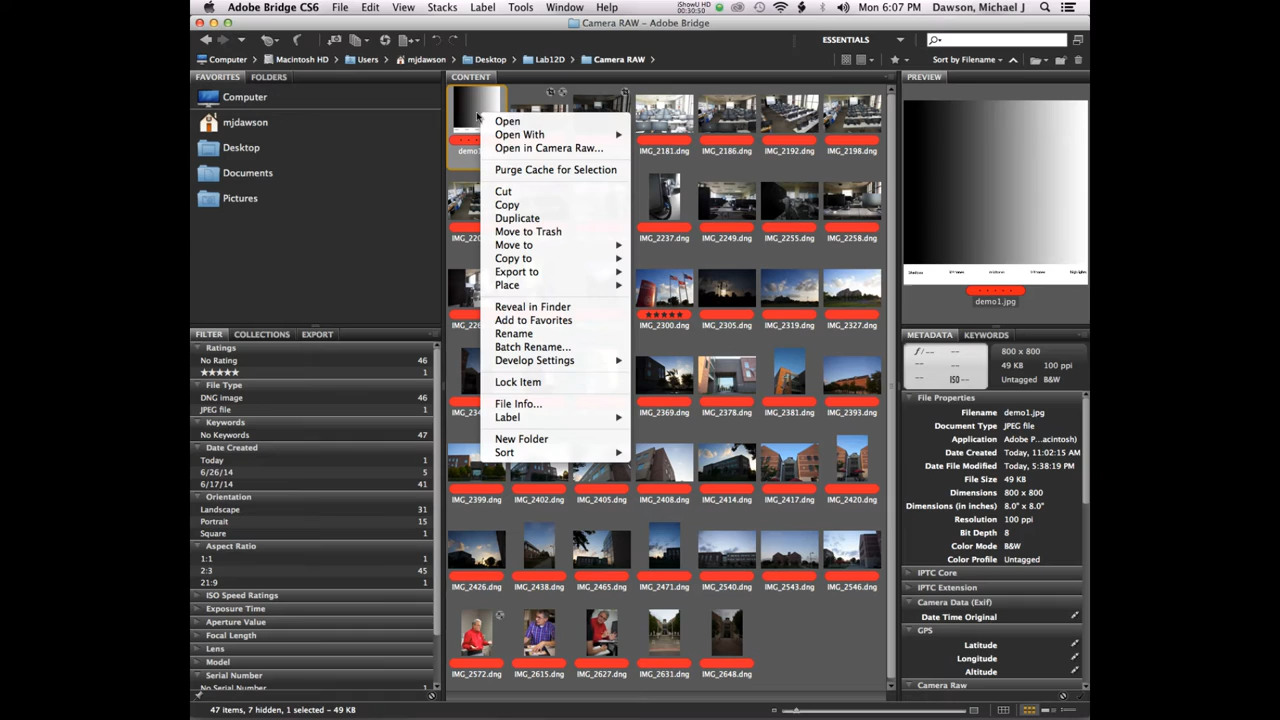 Adobe Bridge CS6 File Edit View Stacks Label Tools Window Help iShowU HD 00:30:50 Mon 6:07 PM Dawson, Michael J
Camera RAW – Adobe Bridge
ESSENTIALS
Computer Macintosh HD Users mjdawson Desktop Lab12D Camera RAW Sort by Filename
FAVORITES FOLDERS
Computer
mjdawson
Desktop
Documents
Pictures
FILTER COLLECTIONS EXPORT
Ratings
No Rating 46
★★★★★ 1
File Type
DNG image 46
JPEG file 1
Keywords
No Keywords 47
Date Created
Today 1
6/26/14 5
6/17/14 41
Orientation
Landscape 31
Portrait 15
Square 1
Aspect Ratio
1:1 1
2:3 45
21:9 1
ISO Speed Ratings
Exposure Time
Aperture Value
Focal Length
Lens
Model
Serial Number
No Serial Number
CONTENT
IMG_2181.dng IMG_2186.dng IMG_2192.dng IMG_2198.dng
IMG_2237.dng IMG_2249.dng IMG_2255.dng IMG_2258.dng
★★★★★
IMG_2300.dng IMG_2305.dng IMG_2319.dng IMG_2327.dng
IMG_2369.dng IMG_2378.dng IMG_2381.dng IMG_2393.dng
IMG_2399.dng IMG_2402.dng IMG_2405.dng IMG_2408.dng IMG_2414.dng IMG_2417.dng IMG_2420.dng
IMG_2426.dng IMG_2438.dng IMG_2465.dng IMG_2471.dng IMG_2540.dng IMG_2543.dng IMG_2546.dng
IMG_2572.dng IMG_2615.dng IMG_2627.dng IMG_2631.dng IMG_2648.dng
Open
Open With
Open in Camera Raw...
Purge Cache for Selection
Cut
Copy
Duplicate
Move to Trash
Move to
Copy to
Export to
Place
Reveal in Finder
Add to Favorites
Rename
Batch Rename...
Develop Settings
Lock Item
File Info...
Label
New Folder
Sort
PREVIEW
demo1.jpg
METADATA KEYWORDS
f/-- --
-- ISO--
800 x 800
49 KB 100 ppi
Untagged B&W
File Properties
Filename demo1.jpg
Document Type JPEG file
Application Adobe P...acintosh)
Date Created Today, 11:02:15 AM
Date File Modified Today, 5:38:19 PM
File Size 49 KB
Dimensions 800 x 800
Dimensions (in inches) 8.0" x 8.0"
Resolution 100 ppi
Bit Depth 8
Color Mode B&W
Color Profile Untagged
IPTC Core
IPTC Extension
Camera Data (Exif)
Date Time Original
GPS
Latitude
Longitude
Altitude
Camera Raw
47 items, 7 hidden, 1 selected – 49 KB